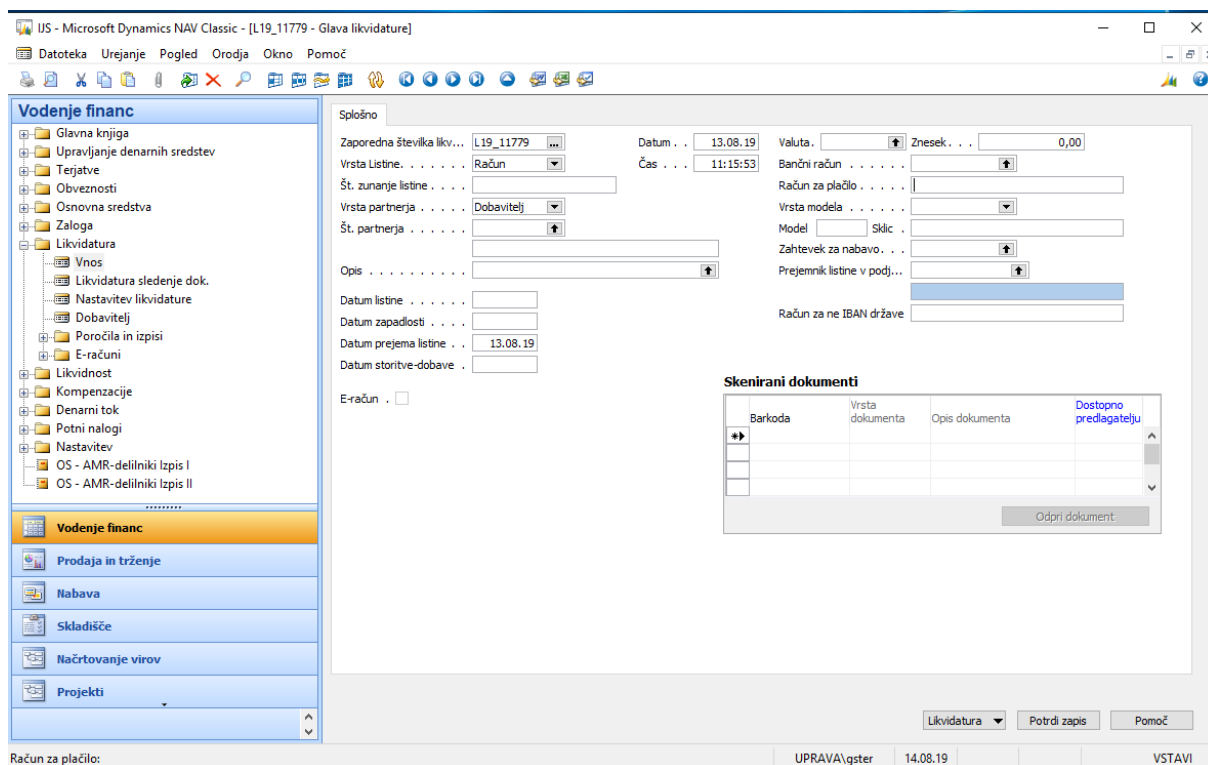 IJS - Microsoft Dynamics NAV Classic - [L19_11779 - Glava likvidature]
Datoteka Urejanje Pogled Orodja Okno Pomoč
Vodenje financ
Glavna knjiga
Upravljanje denarnih sredstev
Terjatve
Obveznosti
Osnovna sredstva
Zaloga
Likvidatura
Vnos
Likvidatura sledenje dok.
Nastavitev likvidature
Dobavitelj
Poročila in izpisi
E-računi
Likvidnost
Kompenzacije
Denarni tok
Potni nalogi
Nastavitev
OS - AMR-delilniki Izpis I
OS - AMR-delilniki Izpis II
Vodenje financ
Prodaja in trženje
Nabava
Skladišče
Načrtovanje virov
Projekti
Splošno
Zaporedna številka likv... L19_11779 ... Datum . . 13.08.19 Valuta. Znesek. . . 0,00
Vrsta Listine. . . . . . . Račun Čas . . . 11:15:53 Bančni račun . . . . . .
Št. zunanje listine . . . . Račun za plačilo . . . . .
Vrsta partnerja . . . . . Dobavitelj Vrsta modela . . . . . .
Št. partnerja . . . . . . Model Sklic .
Zahtevek za nabavo. . .
Opis . . . . . . . . . . Prejemnik listine v podj...
Datum listine . . . . . .
Račun za ne IBAN države
Datum zapadlosti . . . .
Datum prejema listine . . 13.08.19
Datum storitve-dobave .
E-račun .
Skenirani dokumenti
Barkoda Vrsta dokumenta Opis dokumenta Dostopno predlagatelju
Odpri dokument
Likvidatura Potrdi zapis Pomoč
Račun za plačilo: UPRAVA\gster 14.08.19 VSTAVI